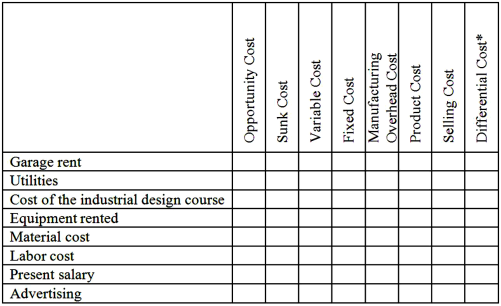 Opportunity Cost
Sunk Cost
Variable Cost
Fixed Cost
Manufacturing
Overhead Cost
Product Cost
Selling Cost
Differential Cost*
Garage rent
Utilities
Cost of the industrial design course
Equipment rented
Material cost
Labor cost
Present salary
Advertising